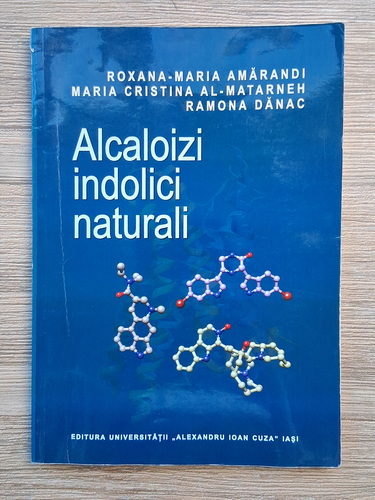 ROXANA-MARIA AMĂRANDI
MARIA CRISTINA AL-MATARNEH
RAMONA DĂNAC
Alcaloizi
indolici
naturali
EDITURA UNIVERSITĂȚII „ALEXANDRU IOAN CUZA" IAȘI